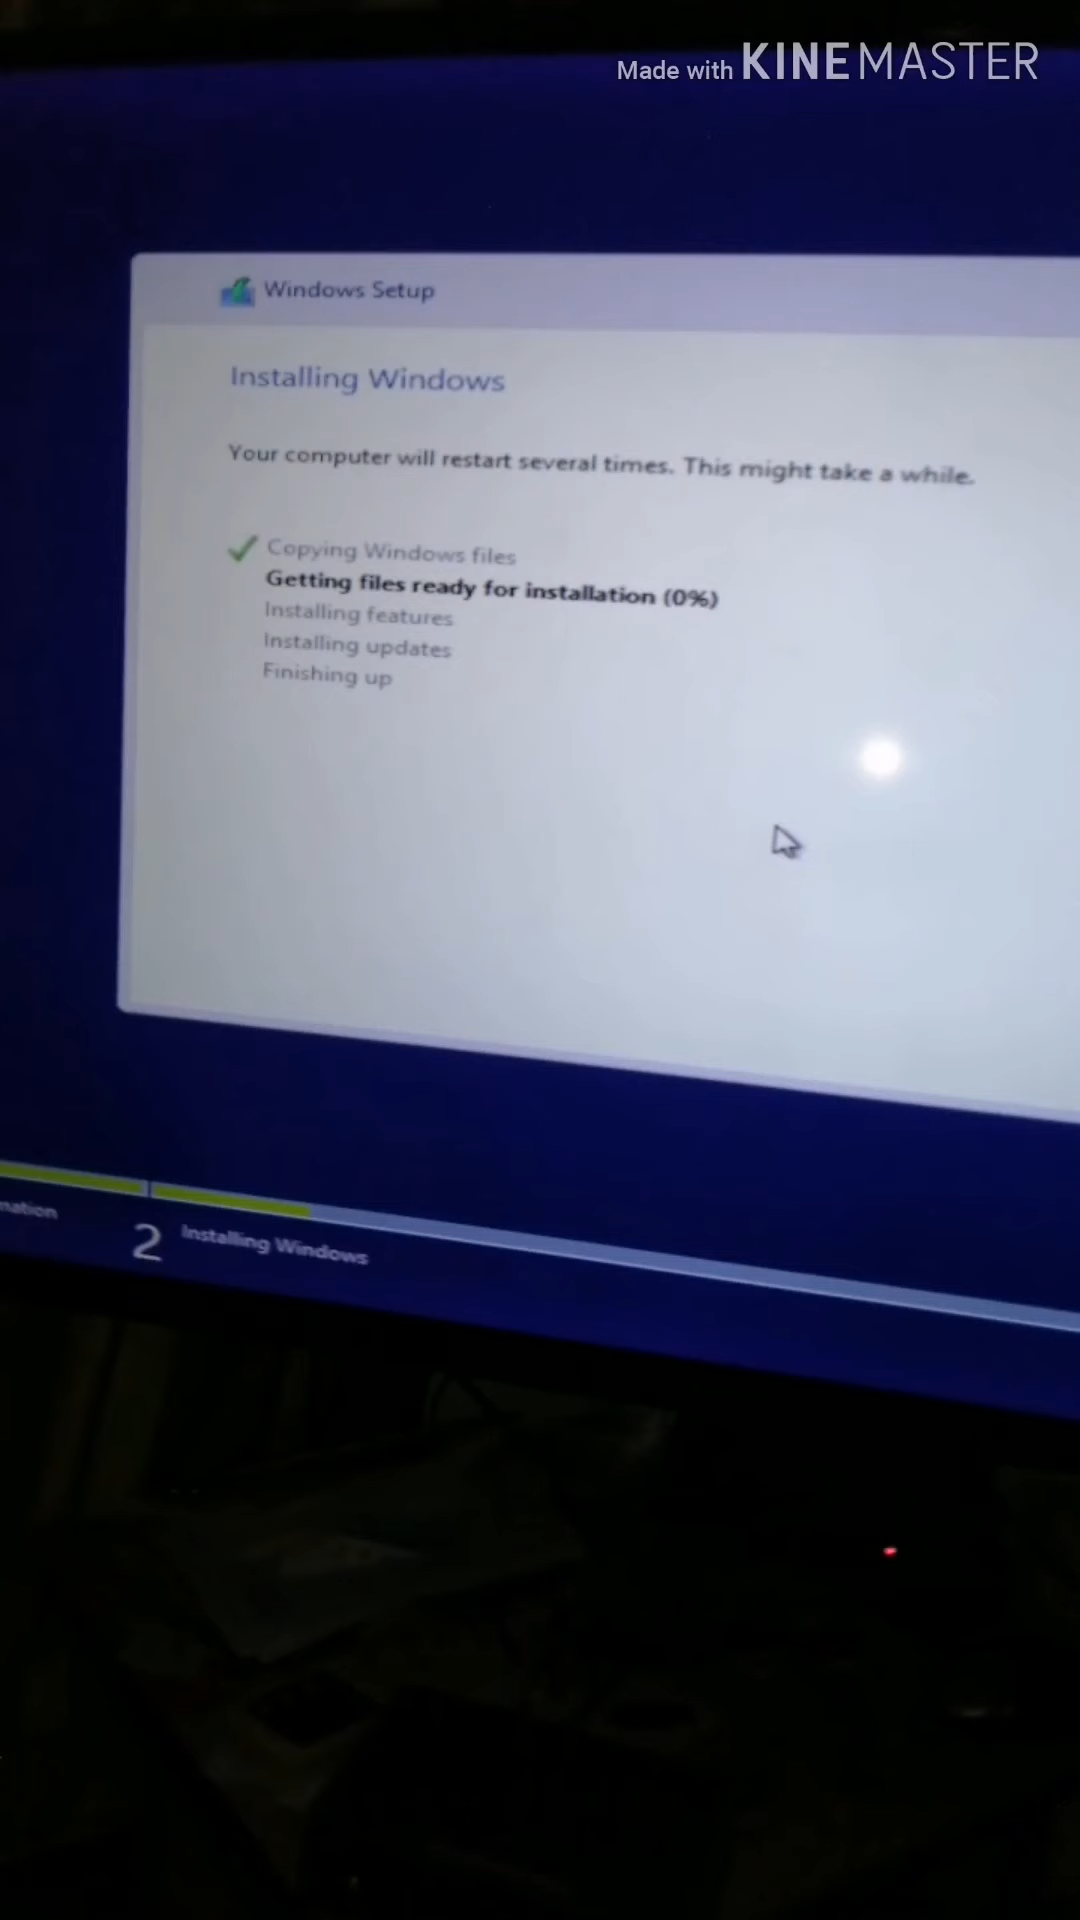 Made with KINEMASTER
Windows Setup
Installing Windows
Your computer will restart several times. This might take a while.
Copying Windows files
Getting files ready for installation (0%)
Installing features
Installing updates
Finishing up
mation
2 Installing Windows